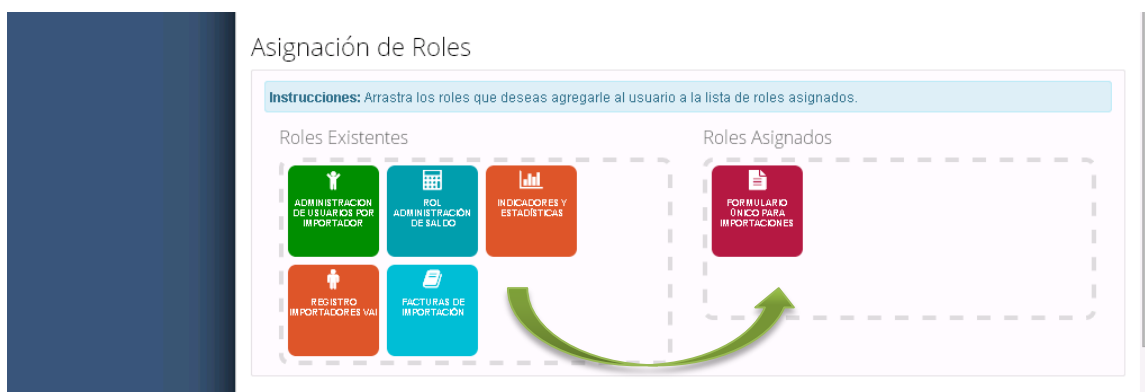 Asignación de Roles
Instrucciones: Arrastra los roles que deseas agregarle al usuario a la lista de roles asignados.
Roles Existentes
ADMINISTRACION
DE USUARIOS POR
IMPORTADOR
ROL
ADMINISTRACIÓN
DE SALDO
INDICADORES Y
ESTADÍSTICAS
REGISTRO
IMPORTADORES VAI
FACTURAS DE
IMPORTACIÓN
Roles Asignados
FORMULARIO
ÚNICO PARA
IMPORTACIONES